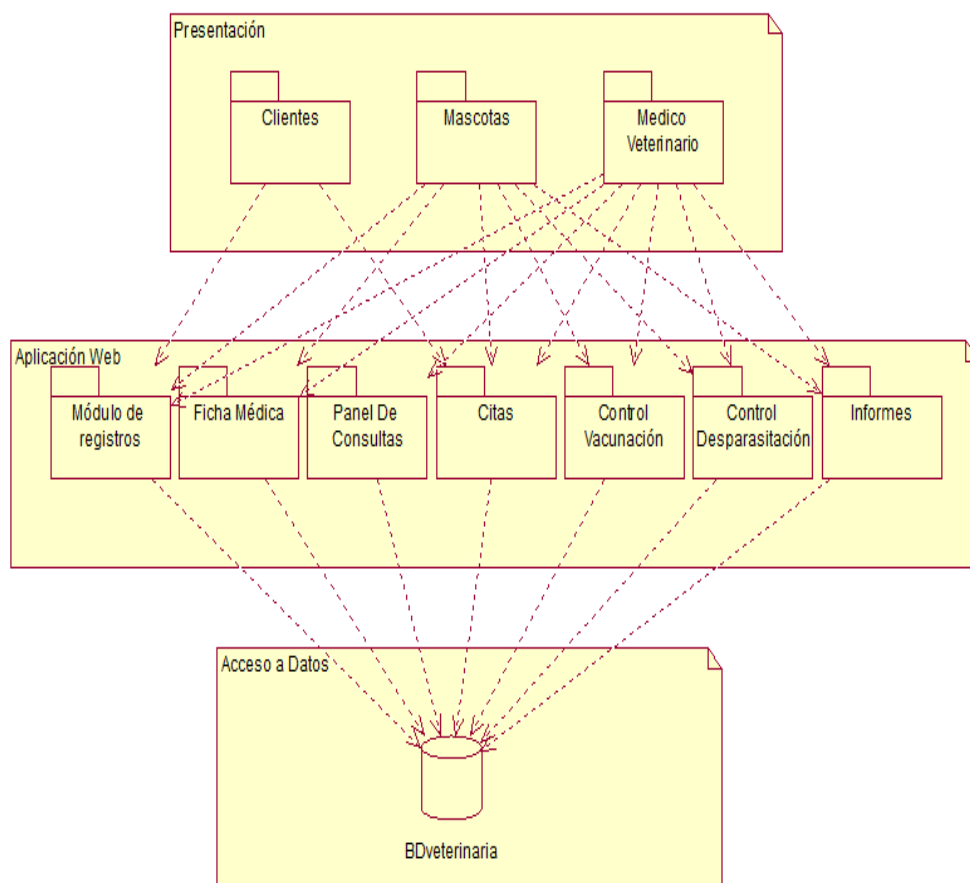 Presentación
Clientes
Mascotas
Medico
Veterinario
Aplicación Web
Módulo de
registros
Ficha Médica
Panel De
Consultas
Citas
Control
Vacunación
Control
Desparasitación
Informes
Acceso a Datos
BDveterinaria